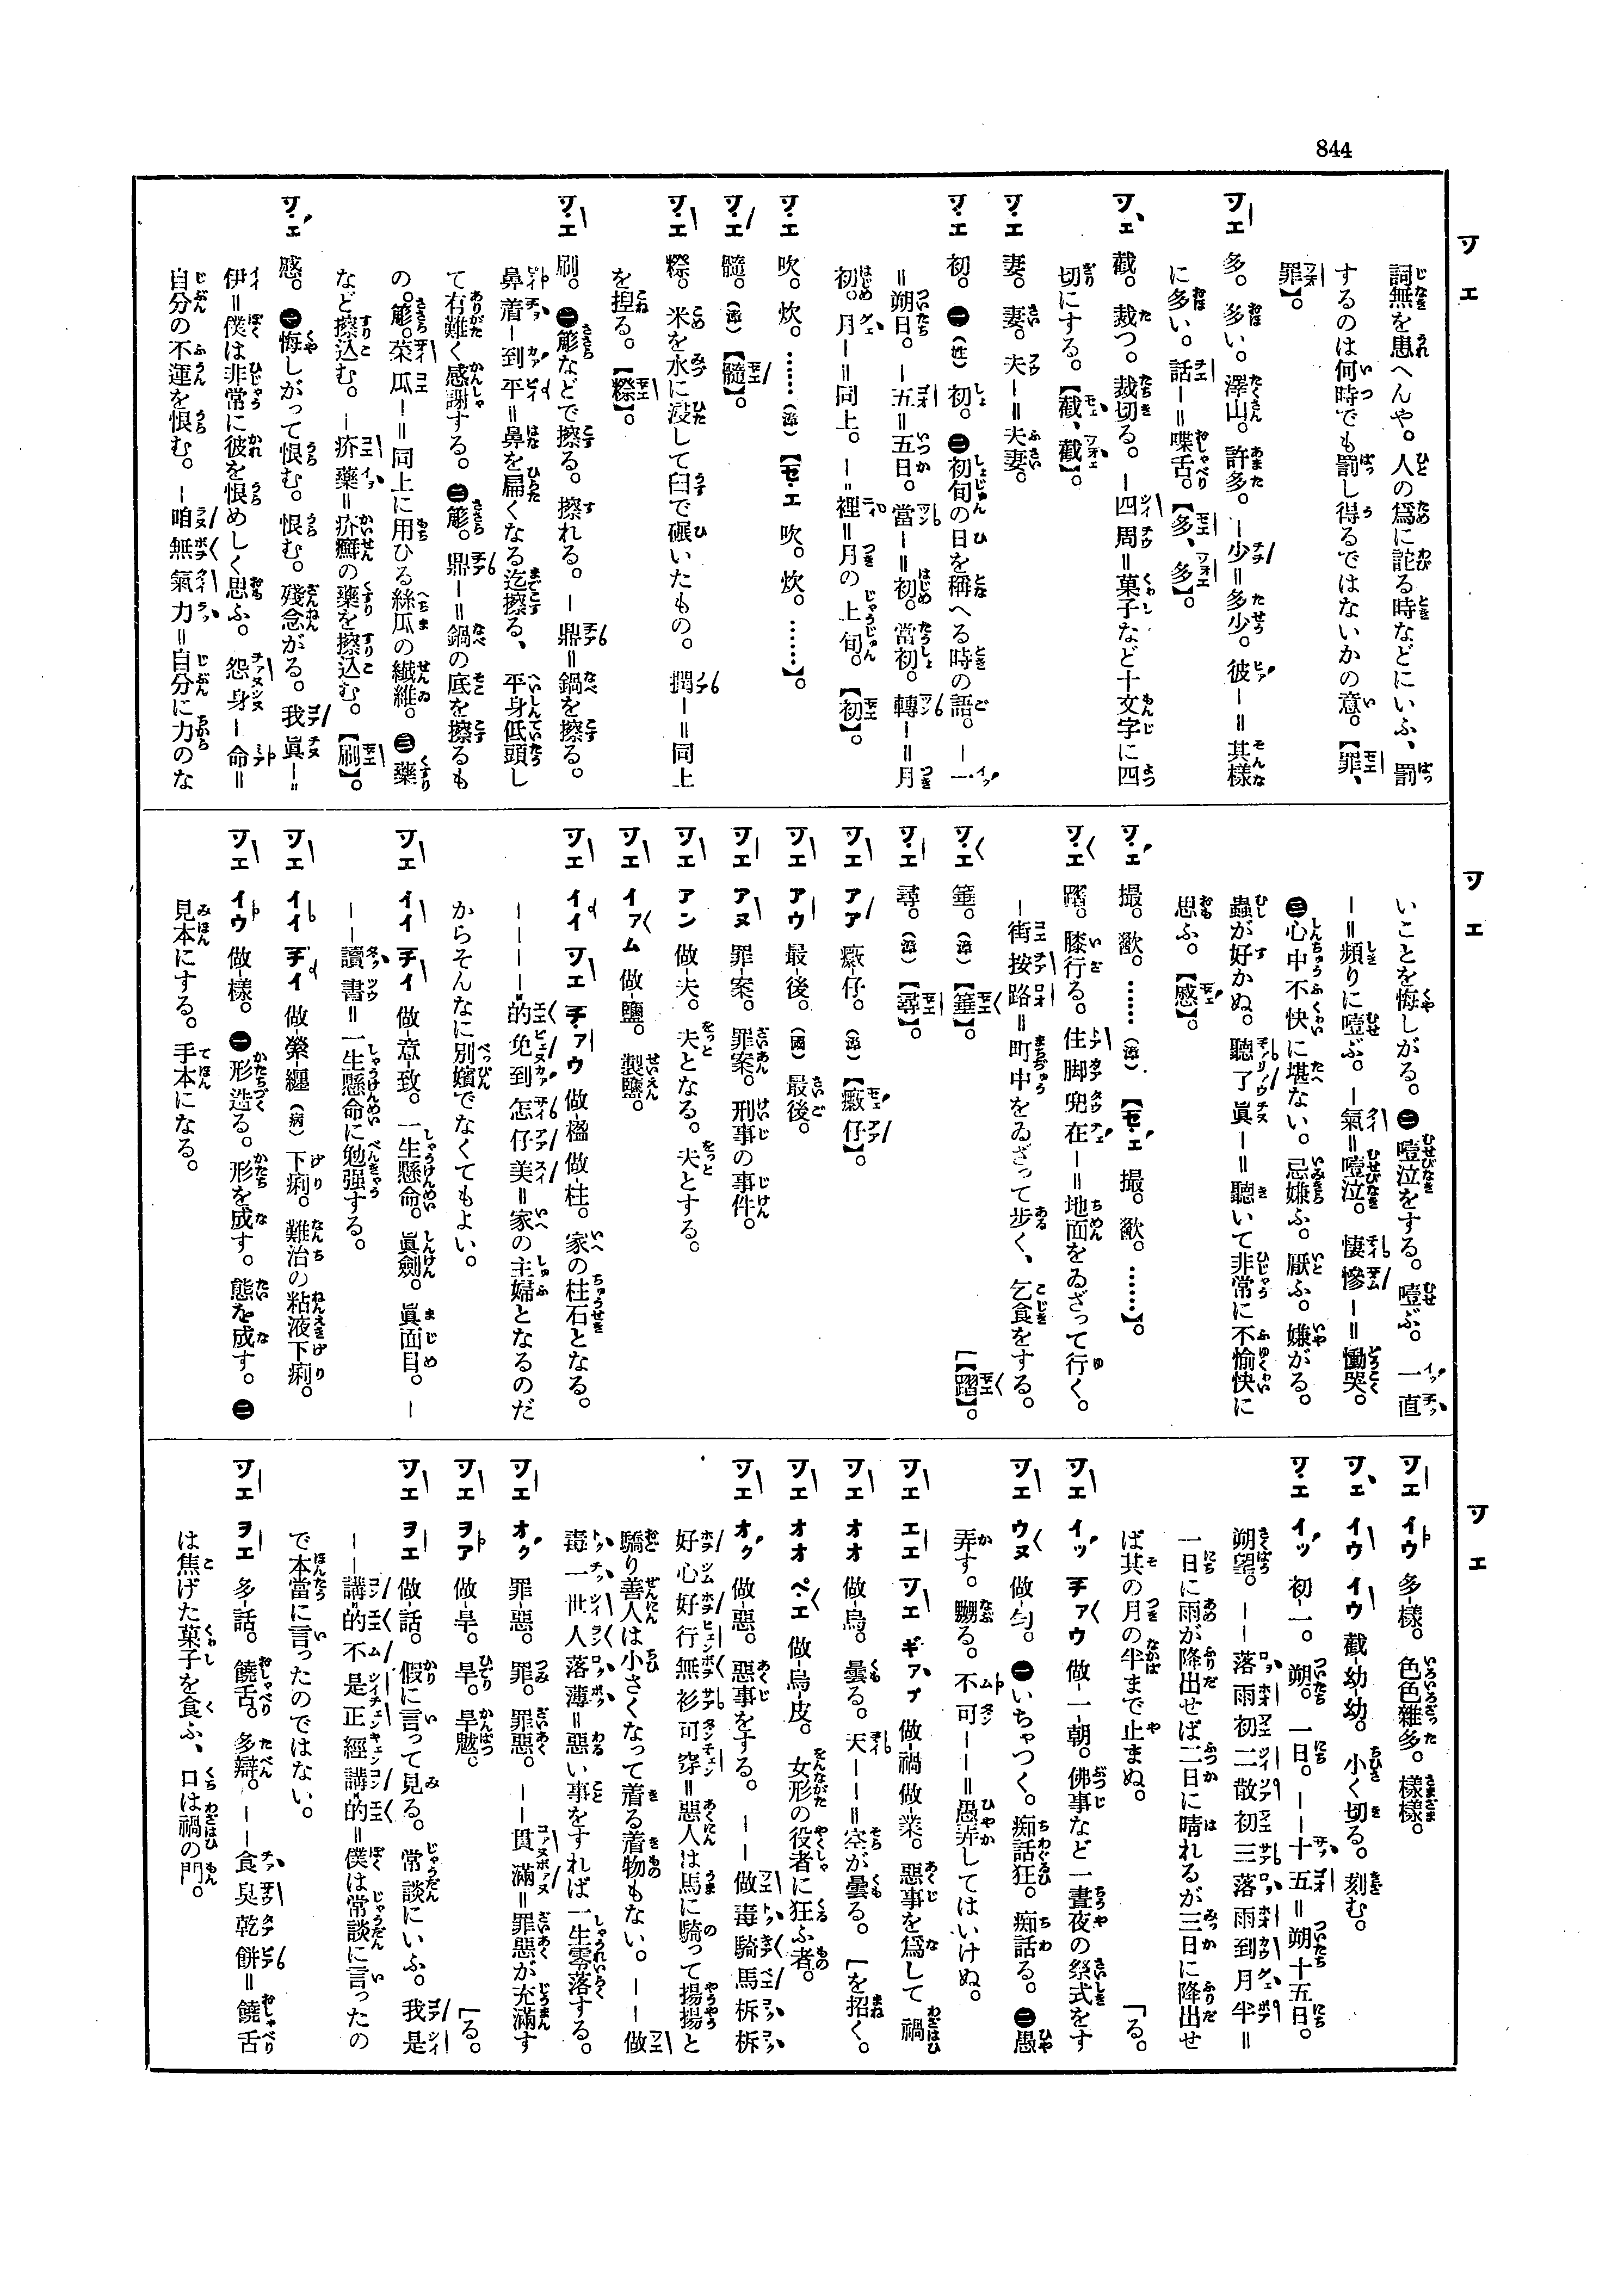 844
ツエ
詞無を患へんや。人の爲に詫る時などにいふ、罰
するのは何時でも罰し得るではないかの意。【罪、
罪】。
ツエ 多。多い。澤山。許多。―少=多少。彼―=其樣
に多い。話―=喋舌。【多、多】。
ツエ 截。裁つ。裁切る。―四周=菓子など十文字に四
切にする。【截、截】。
ツエ 妻。妻。夫―=夫妻。
ツエ 初。㊀(姓)初。㊁初旬の日を稱へる時の語。―一
=朔日。―五=五日。當―=初。當初。轉―=月
初。月―=同上。―裡=月の上旬。【初】。
ツエ 吹。炊。……(漳)【セエ 吹。炊。……】。
ツエ 髓。(漳)【髓】。
ツエ 粽。米を水に浸して臼で碾いたもの。撋―=同上
を揑る。【粽】。
ツエ 刷。㊀簓などで擦る。擦れる。―鼎=鍋を擦る。
鼻着―到平=鼻を扁くなる迄擦る、平身低頭し
て有難く感謝する。㊁簓。鼎―=鍋の底を擦るも
の。簓。菜瓜―=同上に用ひる絲瓜の纎維。㊂藥
など擦込む。―疥藥=疥癬の藥を擦込む。【刷】。
ツエ 慼。㊀悔しがって恨む。恨む。殘念がる。我眞―=
伊=僕は非常に彼を恨めしく思ふ。怨身―命=
自分の不運を恨む。―咱無氣力=自分に力のな
ツエ
いことを悔しがる。㊁噎泣をする。噎ぶ。一直
―=頻りに噎ぶ。―氣=噎泣。悽慘―=慟哭。
㊂心中不快に堪ない。忌嫌ふ。厭ふ。嫌がる。
蟲が好かぬ。聽了眞―=聽いて非常に不愉快に
思ふ。【慼】。
ツエ 撮。歠。……(漳)【セエ 撮。歠。……】。
ツエ 躇。膝行る。住脚兜在―=地面をゐざって行く。
―街按路=町中をゐざって步く、乞食をする。
「【躇】。
ツエ 箠。(漳)【箠】。
ツエ 尋。(漳)【尋】。
ツエ アア 癥-仔。(漳)【癥仔】。
ツエ アウ 最-後。(國)最後。
ツエ アヌ 罪-案。罪案。刑事の事件。
ツエ アン 做-夫。夫となる。夫とする。
ツエ イァム 做-鹽。製鹽。
ツエ イイ ツエ チァウ 做楹做-柱。家の柱石となる。
―――――的免到怎仔美=家の主婦となるのだ
からそんなに別嬪でなくてもよい。
ツエ イイ チイ 做-意-致。一生懸命。眞劍。眞面目。―
――讀書=一生懸命に勉强する。
ツエ イイ チイ 做-縈纏(病)下痢。難治の粘液下痢。
ツエ イウ 做-樣。㊀形造る。形を成す。態を成す。㊁
見本にする。手本になる。
ツエ
ツエ イウ 多-樣。色色雜多。樣樣。
ツエ イウ イウ 截-幼-幼。小く切る。刻む。
ツエ イッ 初-一。朔。一日。――十五=朔十五日。
朔望。――落雨初二散初三落雨到月半=
一日に雨が降出せば二日に晴れるが三日に降出せ
ば其の月の半まで止まぬ。
ツエ イッ チァウ 做-一-朝。佛事など一晝夜の祭式をす
「る。
ツエ ウヌ 做-勻。㊀いちゃつく。痴話狂。痴話る。㊁愚
弄す。嬲る。不可――=愚弄してはいけぬ。
ツエ エエ ツエ ギァプ 做-禍做-業。惡事を爲して禍
「を招く。
ツエ オオ 做-烏。曇る。天――=空が曇る。
ツエ オオ ペエ 做-烏-皮。女形の役者に狂ふ者。
ツエ オク 做-惡。惡事をする。――做毒騎馬柝柝
好心好行無衫可穿=惡人は馬に騎って揚揚と
驕り善人は小さくなって着る着物もない。――做
毒一世人落薄=惡い事をすれば一生零落する。
ツエ オク 罪-惡。罪。罪惡。――貫滿=罪惡が充滿す
「る。
ツエ ヲア 做-旱。旱。旱魃。
ツエ ヲエ 做-話。假に言って見る。常談にいふ。我是
――講的不是正經講的=僕は常談に言ったの
で本當に言ったのではない。
ツエ ヲエ 多-話。饒舌。多辯。――食臭乾餅=饒舌
は焦げた菓子を食ふ、口は禍の門。